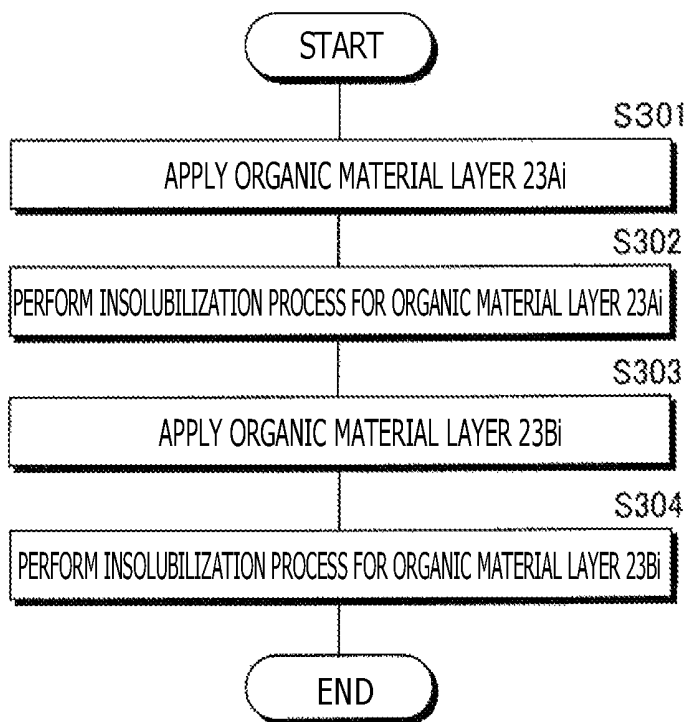 START
S301
APPLY ORGANIC MATERIAL LAYER 23Ai
S302
PERFORM INSOLUBILIZATION PROCESS FOR ORGANIC MATERIAL LAYER 23Ai
S303
APPLY ORGANIC MATERIAL LAYER 23Bi
S304
PERFORM INSOLUBILIZATION PROCESS FOR ORGANIC MATERIAL LAYER 23Bi
END